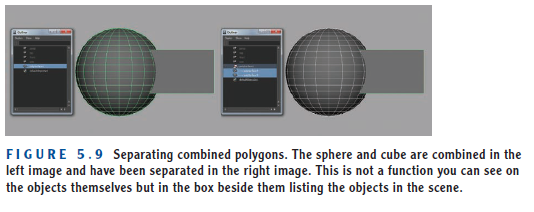 FIGURE 5.9 Separating combined polygons. The sphere and cube are combined in the
left image and have been separated in the right image. This is not a function you can see on
the objects themselves but in the box beside them listing the objects in the scene.